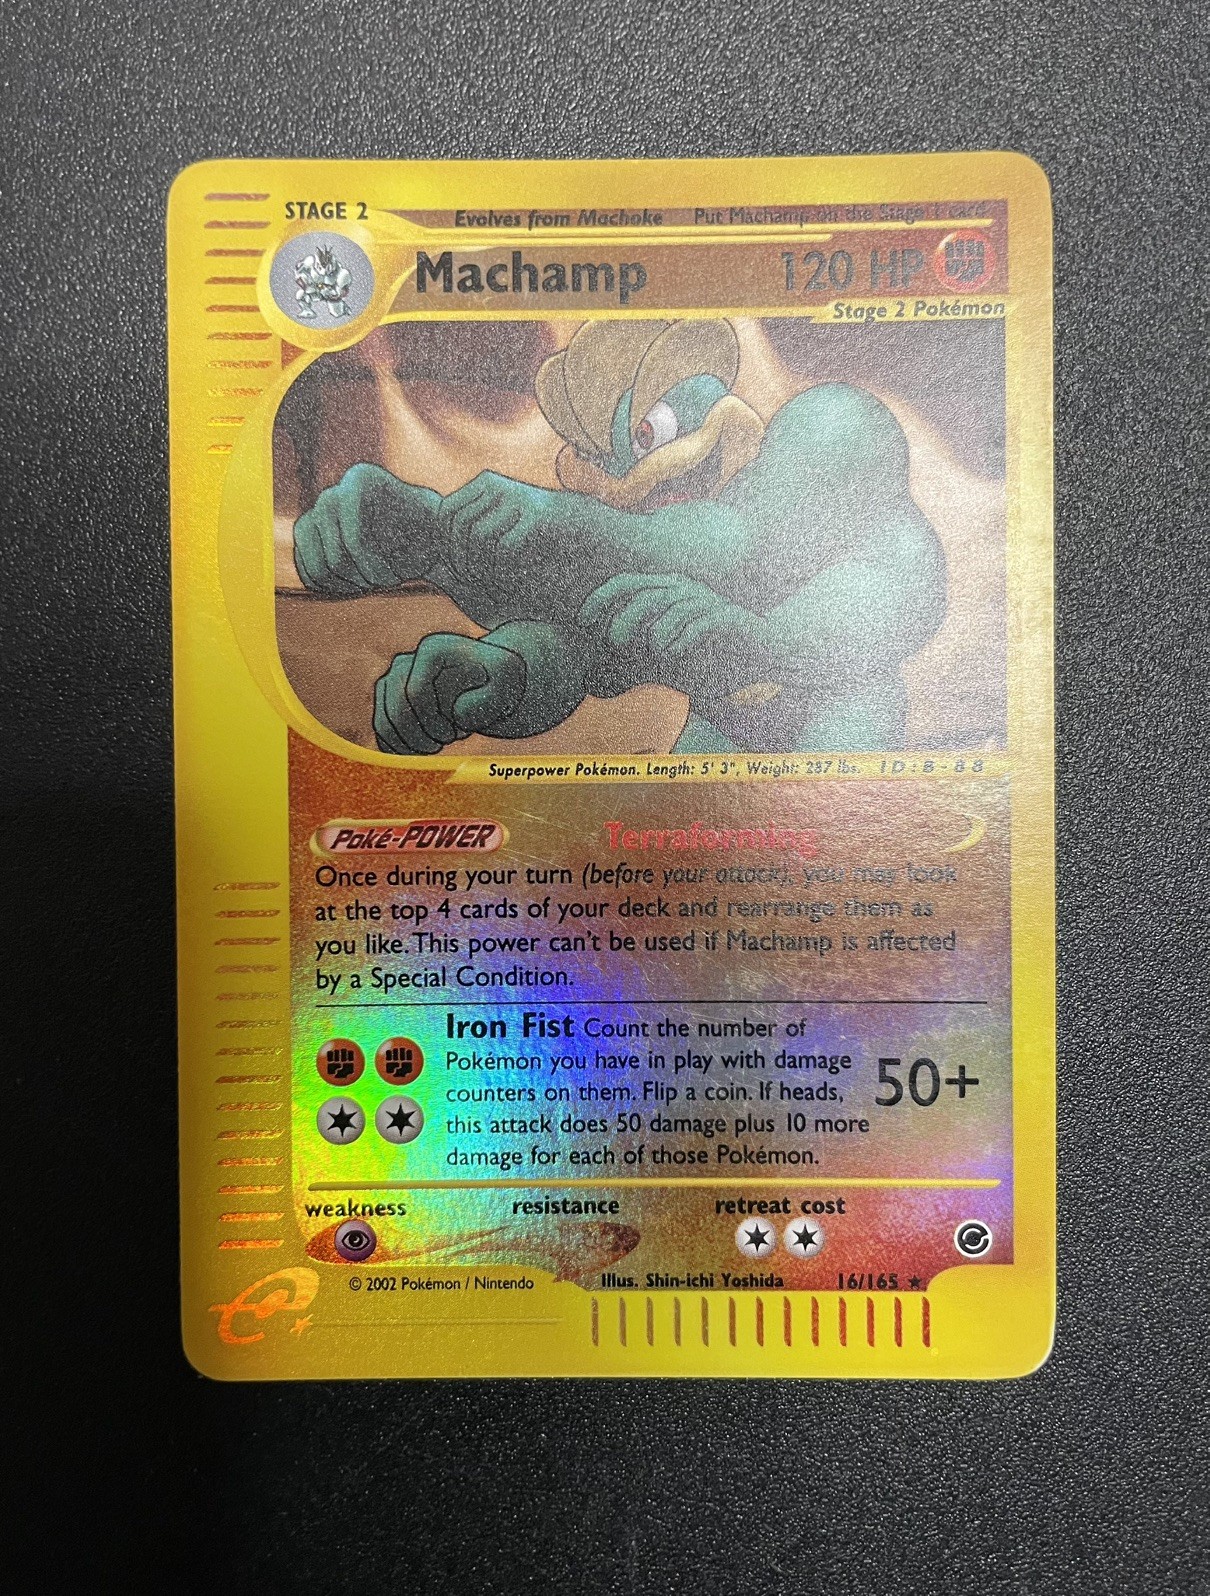 STAGE 2
Evolves from Machoke Put Machamp on the Stage 1 card
Machamp 120 HP
Stage 2 Pokémon
Superpower Pokémon. Length: 5' 3", Weight: 287 lbs. ID:B-88
Poké-POWER Terraforming
Once during your turn (before your attack), you may look
at the top 4 cards of your deck and rearrange them as
you like. This power can't be used if Machamp is affected
by a Special Condition.
Iron Fist Count the number of
Pokémon you have in play with damage
counters on them. Flip a coin. If heads,
this attack does 50 damage plus 10 more
damage for each of those Pokémon.
50+
weakness resistance retreat cost
© 2002 Pokémon / Nintendo Illus. Shin-ichi Yoshida 16/165 ★
e